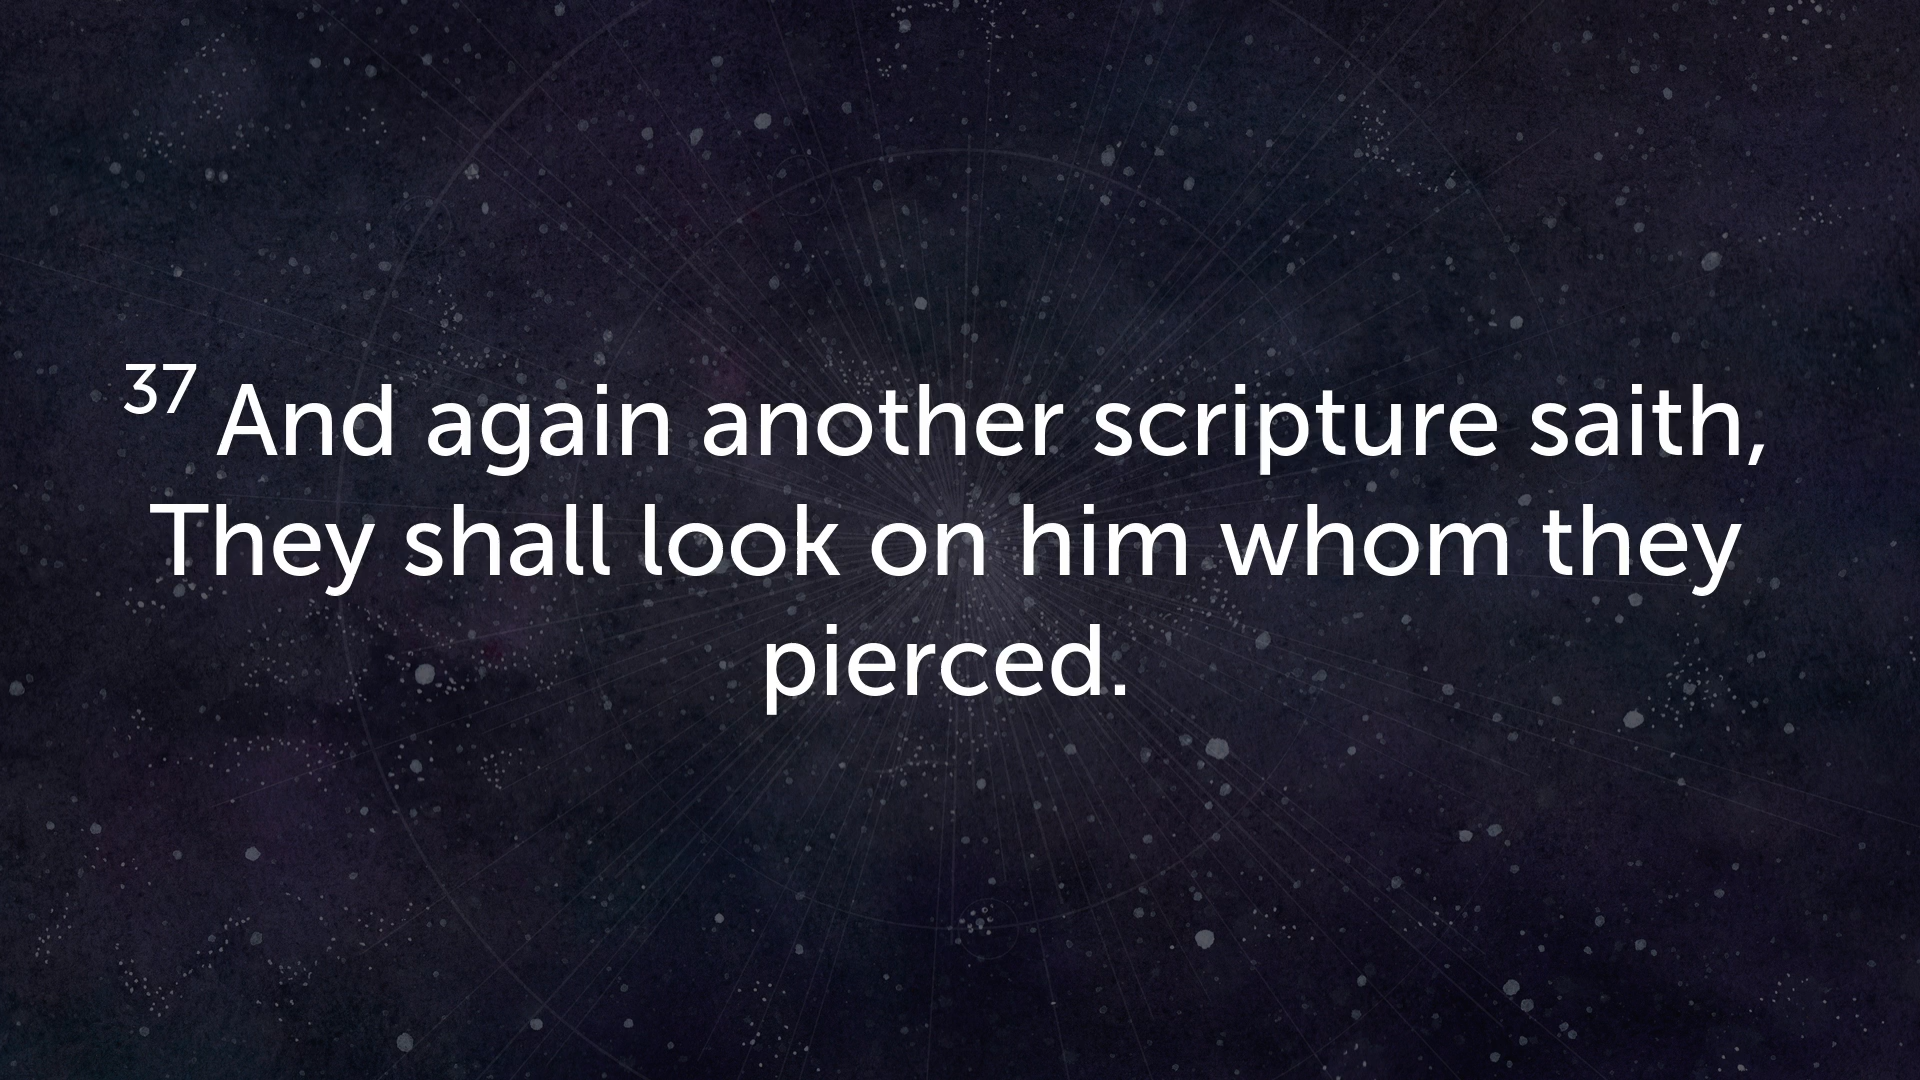 37 And again another scripture saith,
They shall look on him whom they
pierced.